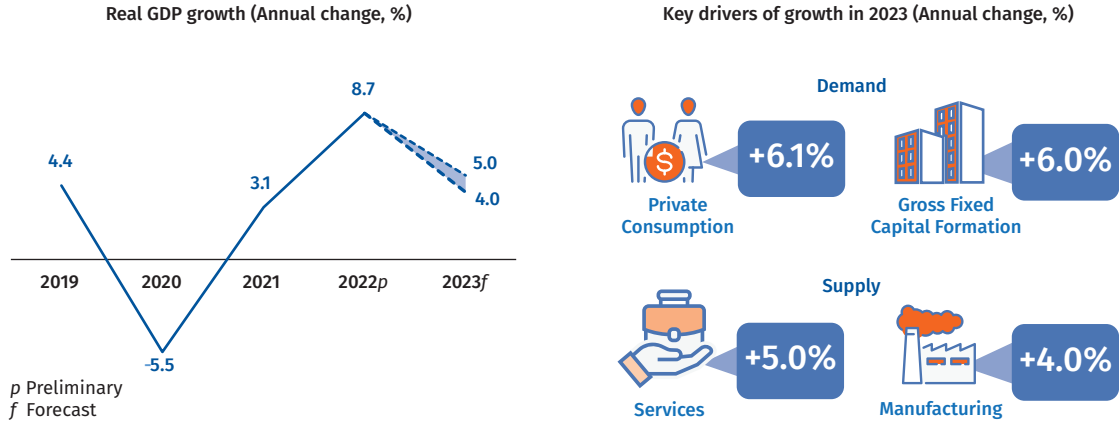 Real GDP growth (Annual change, %)
8.7
4.4
3.1
5.0
4.0
2019
2020
2021
2022p
2023f
-5.5
p Preliminary
f Forecast
Key drivers of growth in 2023 (Annual change, %)
Demand
$
+6.1%
+6.0%
Private
Consumption
Gross Fixed
Capital Formation
Supply
+5.0%
+4.0%
Services
Manufacturing